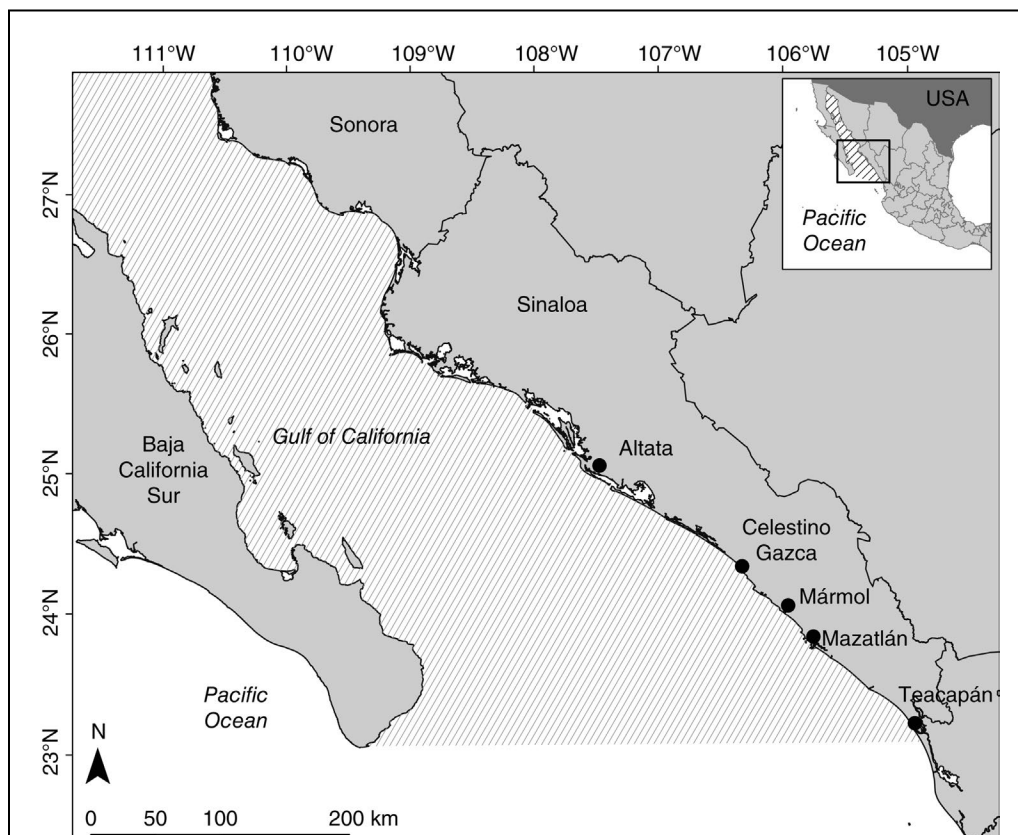 111°W 110°W 109°W 108°W 107°W 106°W 105°W
USA
Sonora
27°N
Pacific
Ocean
Sinaloa
26°N
Gulf of California
Baja
California
Sur
Altata
25°N
Celestino
Gazca
Mármol
24°N
Mazatlán
Pacific
Ocean
Teacapán
N
23°N
0 50 100 200 km